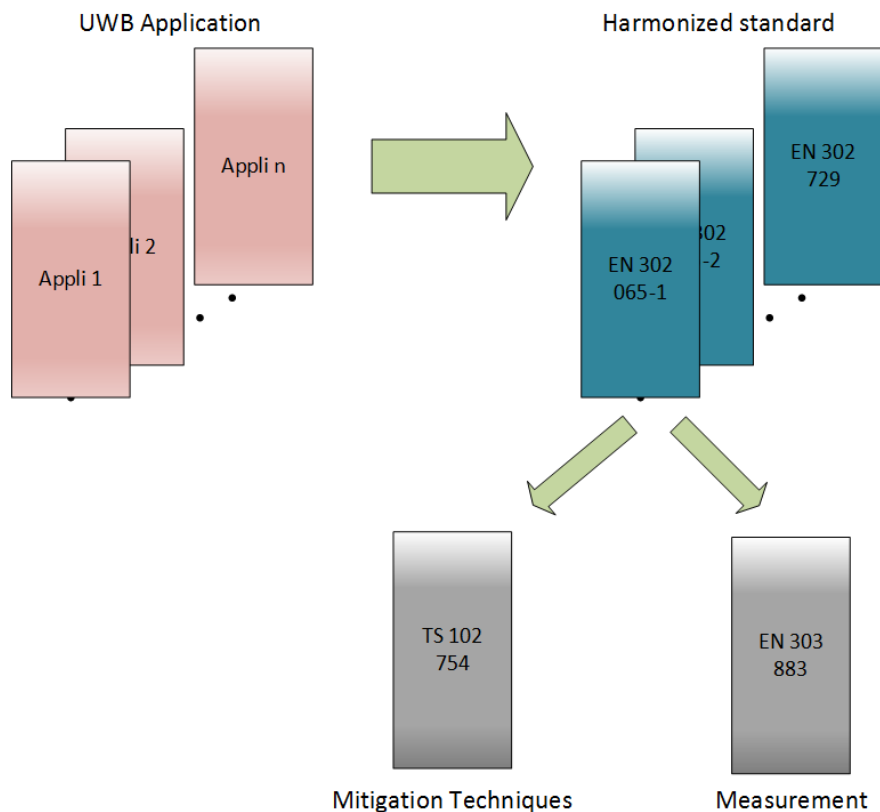 UWB Application
Harmonized standard
Appli n
li 2
Appli 1
EN 302
729
302
-2
EN 302
065-1
TS 102
754
EN 303
883
Mitigation Techniques
Measurement